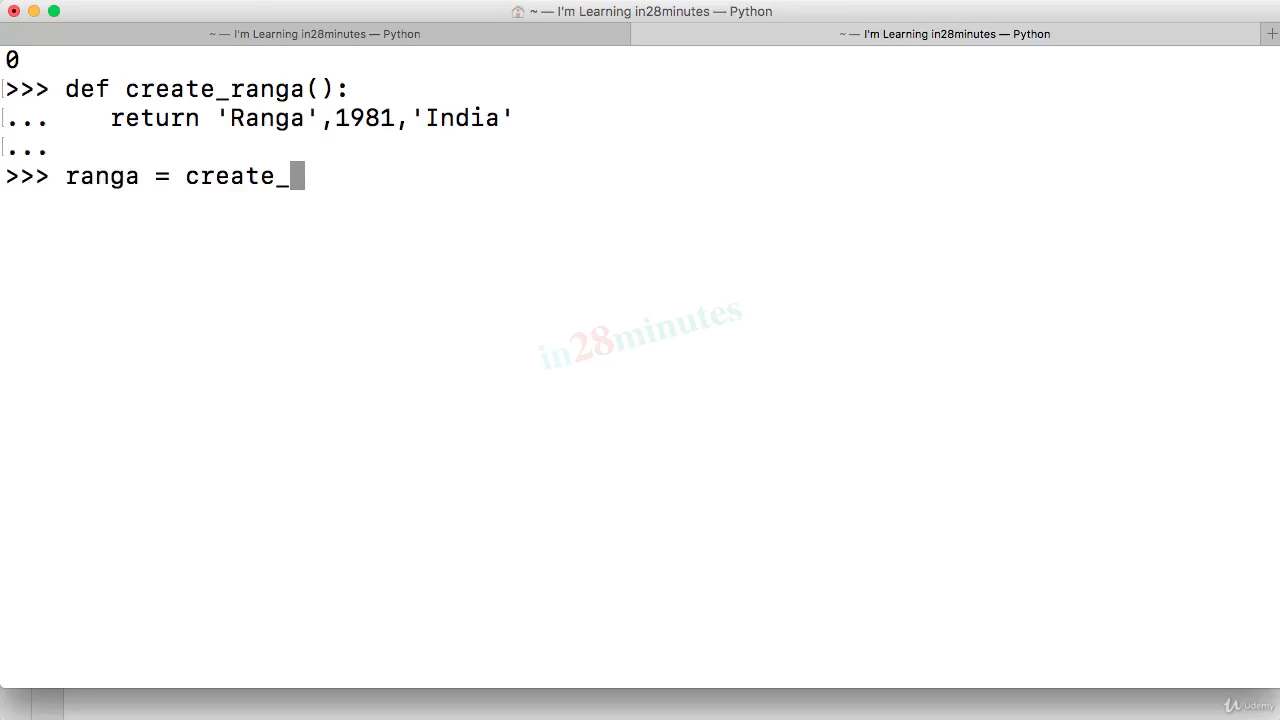 ~ — I'm Learning in28minutes — Python
~ — I'm Learning in28minutes — Python
~ — I'm Learning in28minutes — Python
0
>>> def create_ranga():
...    return 'Ranga',1981,'India'
...
>>> ranga = create_
in28minutes
Udemy